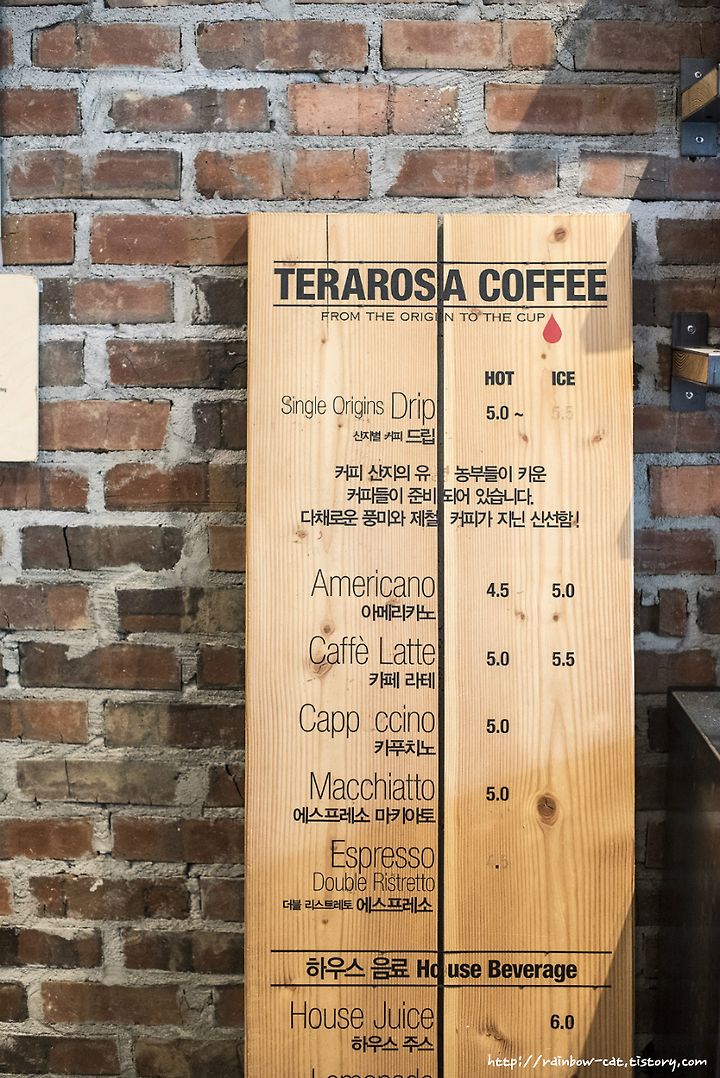 TERAROSA COFFEE
FROM THE ORIGIN TO THE CUP
HOT ICE
Single Origins Drip 5.0 ~ 5.5
산지별 커피 드립
커피 산지의 유 농부들이 키운
커피들이 준비되어 있습니다.
다채로운 풍미와 제철 커피가 지닌 신선함!
Americano 4.5 5.0
아메리카노
Caffè Latte 5.0 5.5
카페 라테
Capp ccino 5.0
카푸치노
Macchiatto 5.0
에스프레소 마키아토
Espresso
Double Ristretto
더블 리스트레토 에스프레소
하우스 음료 House Beverage
House Juice 6.0
하우스 주스
Lemonade
http://rainbow-cat.tistory.com